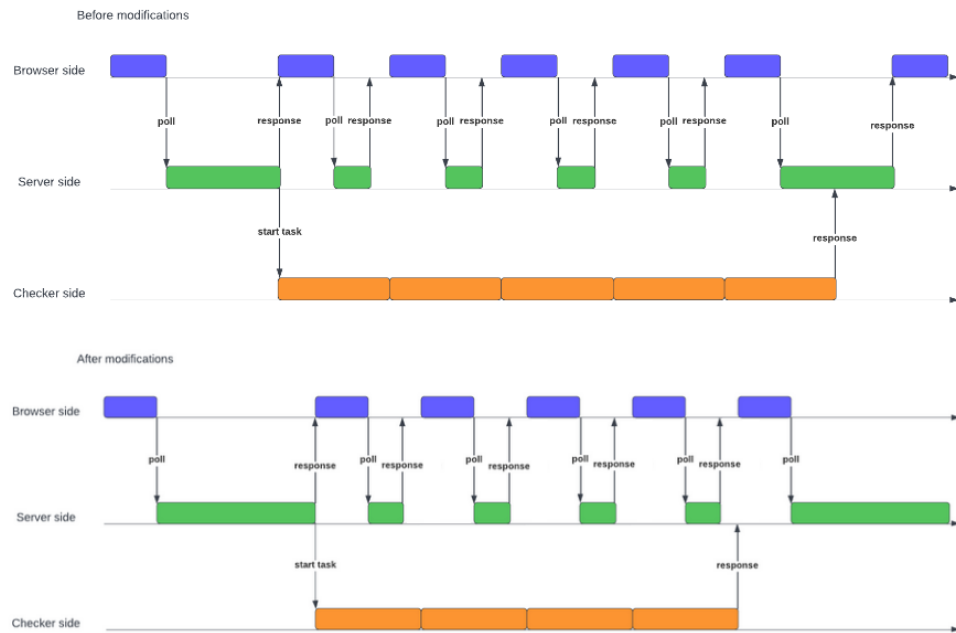 Before modifications
Browser side
poll
response
poll
response
poll
response
poll
response
poll
response
poll
response
Server side
start task
response
Checker side
After modifications
Browser side
poll
response
poll
response
poll
response
poll
response
poll
response
poll
Server side
start task
response
Checker side